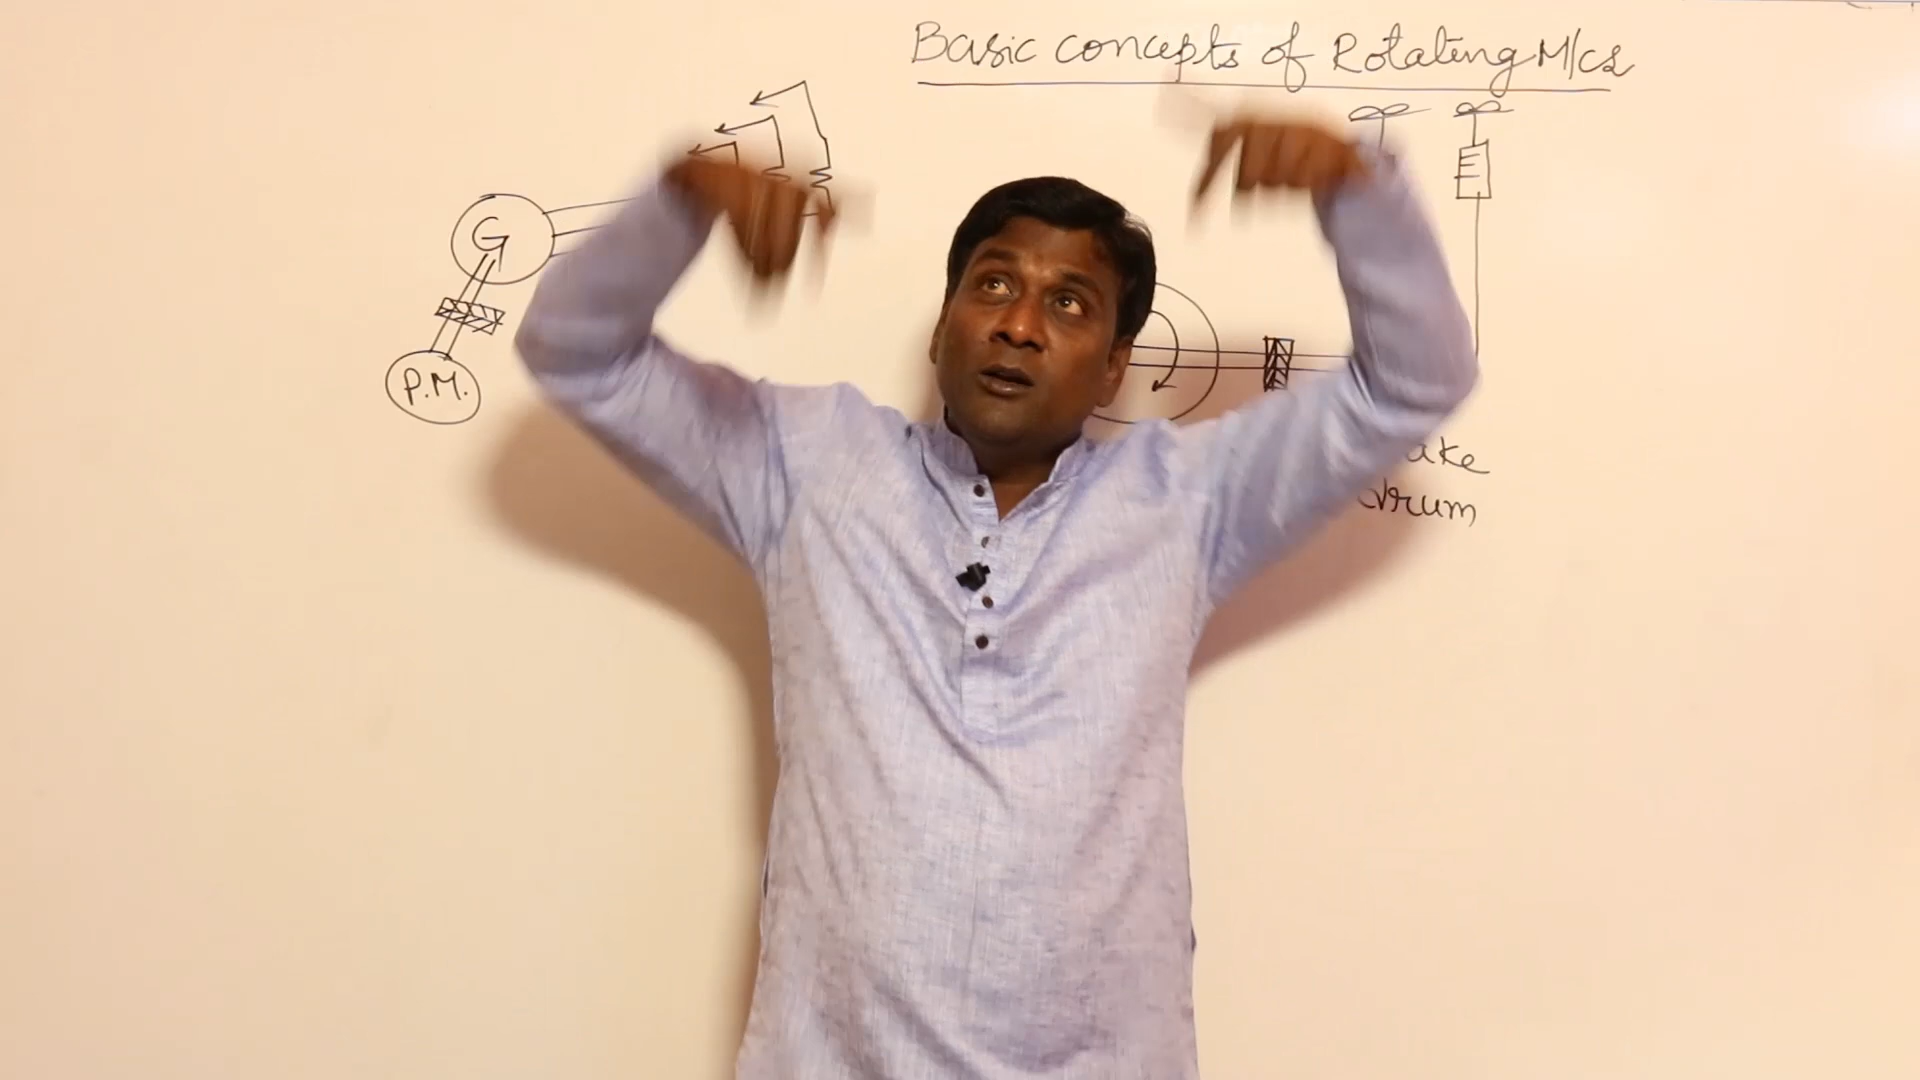 Basic concepts of Rotating M/cs
G
P.M.
ake
drum